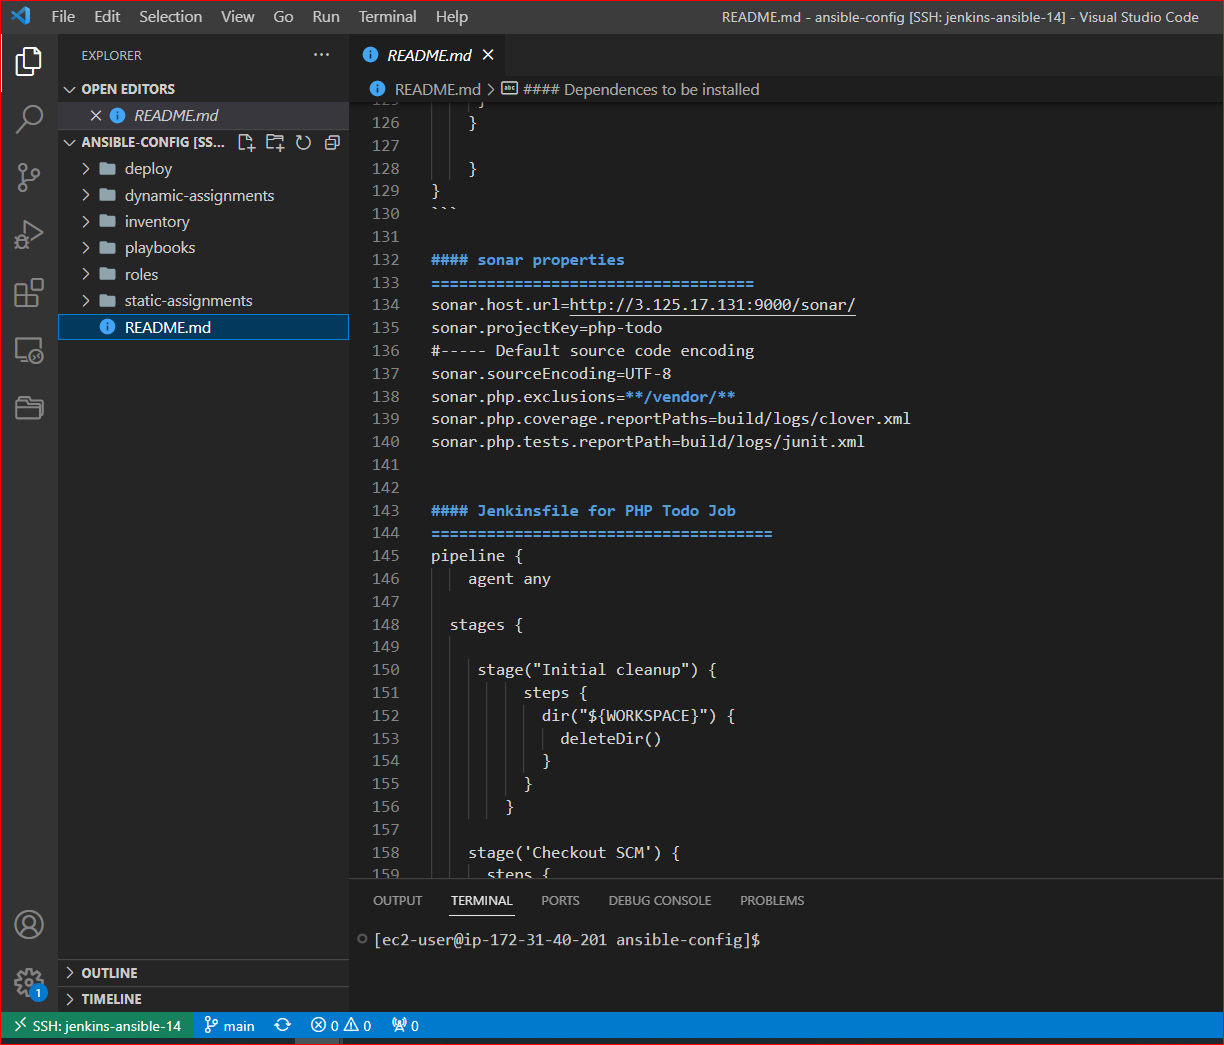 File Edit Selection View Go Run Terminal Help README.md - ansible-config [SSH: jenkins-ansible-14] - Visual Studio Code
EXPLORER ...
OPEN EDITORS
README.md
ANSIBLE-CONFIG [SS...
deploy
dynamic-assignments
inventory
playbooks
roles
static-assignments
README.md
OUTLINE
TIMELINE
README.md
README.md > #### Dependences to be installed
125 }
126 }
127
128 }
129 }
130 ```
131
132 #### sonar properties
133 ===================================
134 sonar.host.url=http://3.125.17.131:9000/sonar/
135 sonar.projectKey=php-todo
136 #----- Default source code encoding
137 sonar.sourceEncoding=UTF-8
138 sonar.php.exclusions=**/vendor/**
139 sonar.php.coverage.reportPaths=build/logs/clover.xml
140 sonar.php.tests.reportPath=build/logs/junit.xml
141
142
143 #### Jenkinsfile for PHP Todo Job
144 =====================================
145 pipeline {
146 agent any
147
148 stages {
149
150 stage("Initial cleanup") {
151 steps {
152 dir("${WORKSPACE}") {
153 deleteDir()
154 }
155 }
156 }
157
158 stage('Checkout SCM') {
159 steps {
OUTPUT TERMINAL PORTS DEBUG CONSOLE PROBLEMS
[ec2-user@ip-172-31-40-201 ansible-config]$
1
SSH: jenkins-ansible-14 main 0 0 0